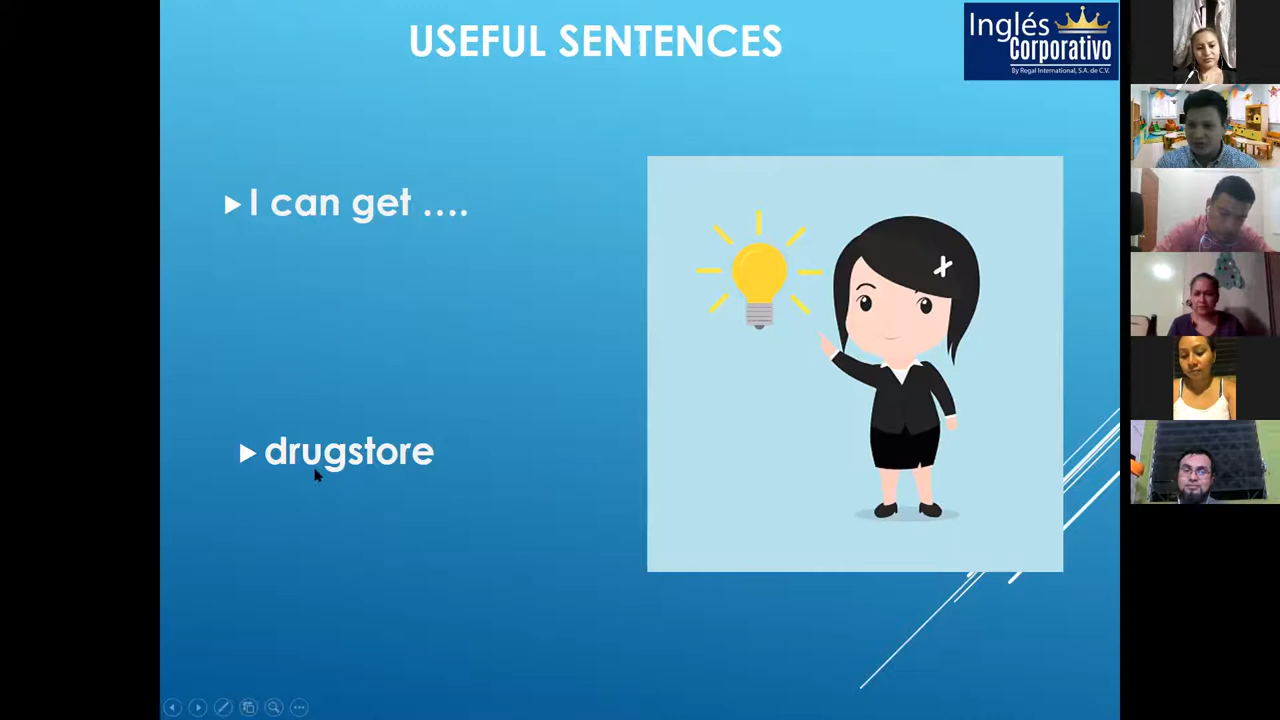 USEFUL SENTENCES
Inglés
Corporativo
By Regal International, S.A. de C.V.
I can get ....
drugstore